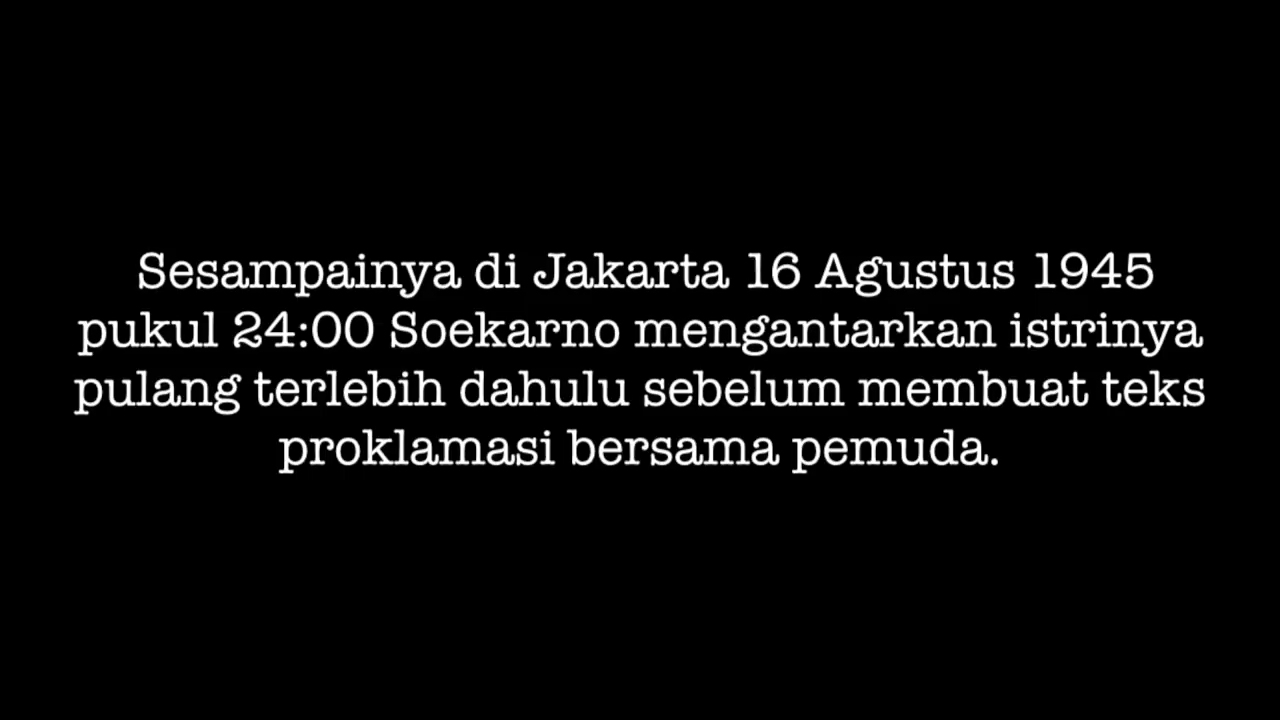 Sesampainya di Jakarta 16 Agustus 1945
pukul 24:00 Soekarno mengantarkan istrinya
pulang terlebih dahulu sebelum membuat teks
proklamasi bersama pemuda.